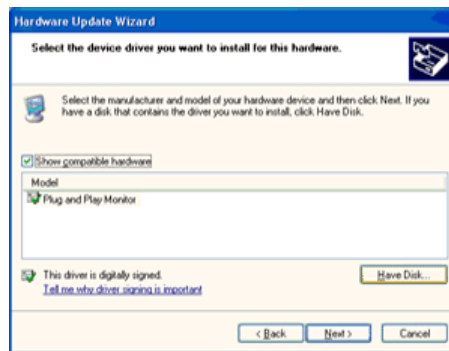 Hardware Update Wizard
Select the device driver you want to install for this hardware.
Select the manufacturer and model of your hardware device and then click Next. If you
have a disk that contains the driver you want to install, click Have Disk.
Show compatible hardware
Model
Plug and Play Monitor
This driver is digitally signed.
Have Disk...
Tell me why driver signing is important
< Back
Next >
Cancel